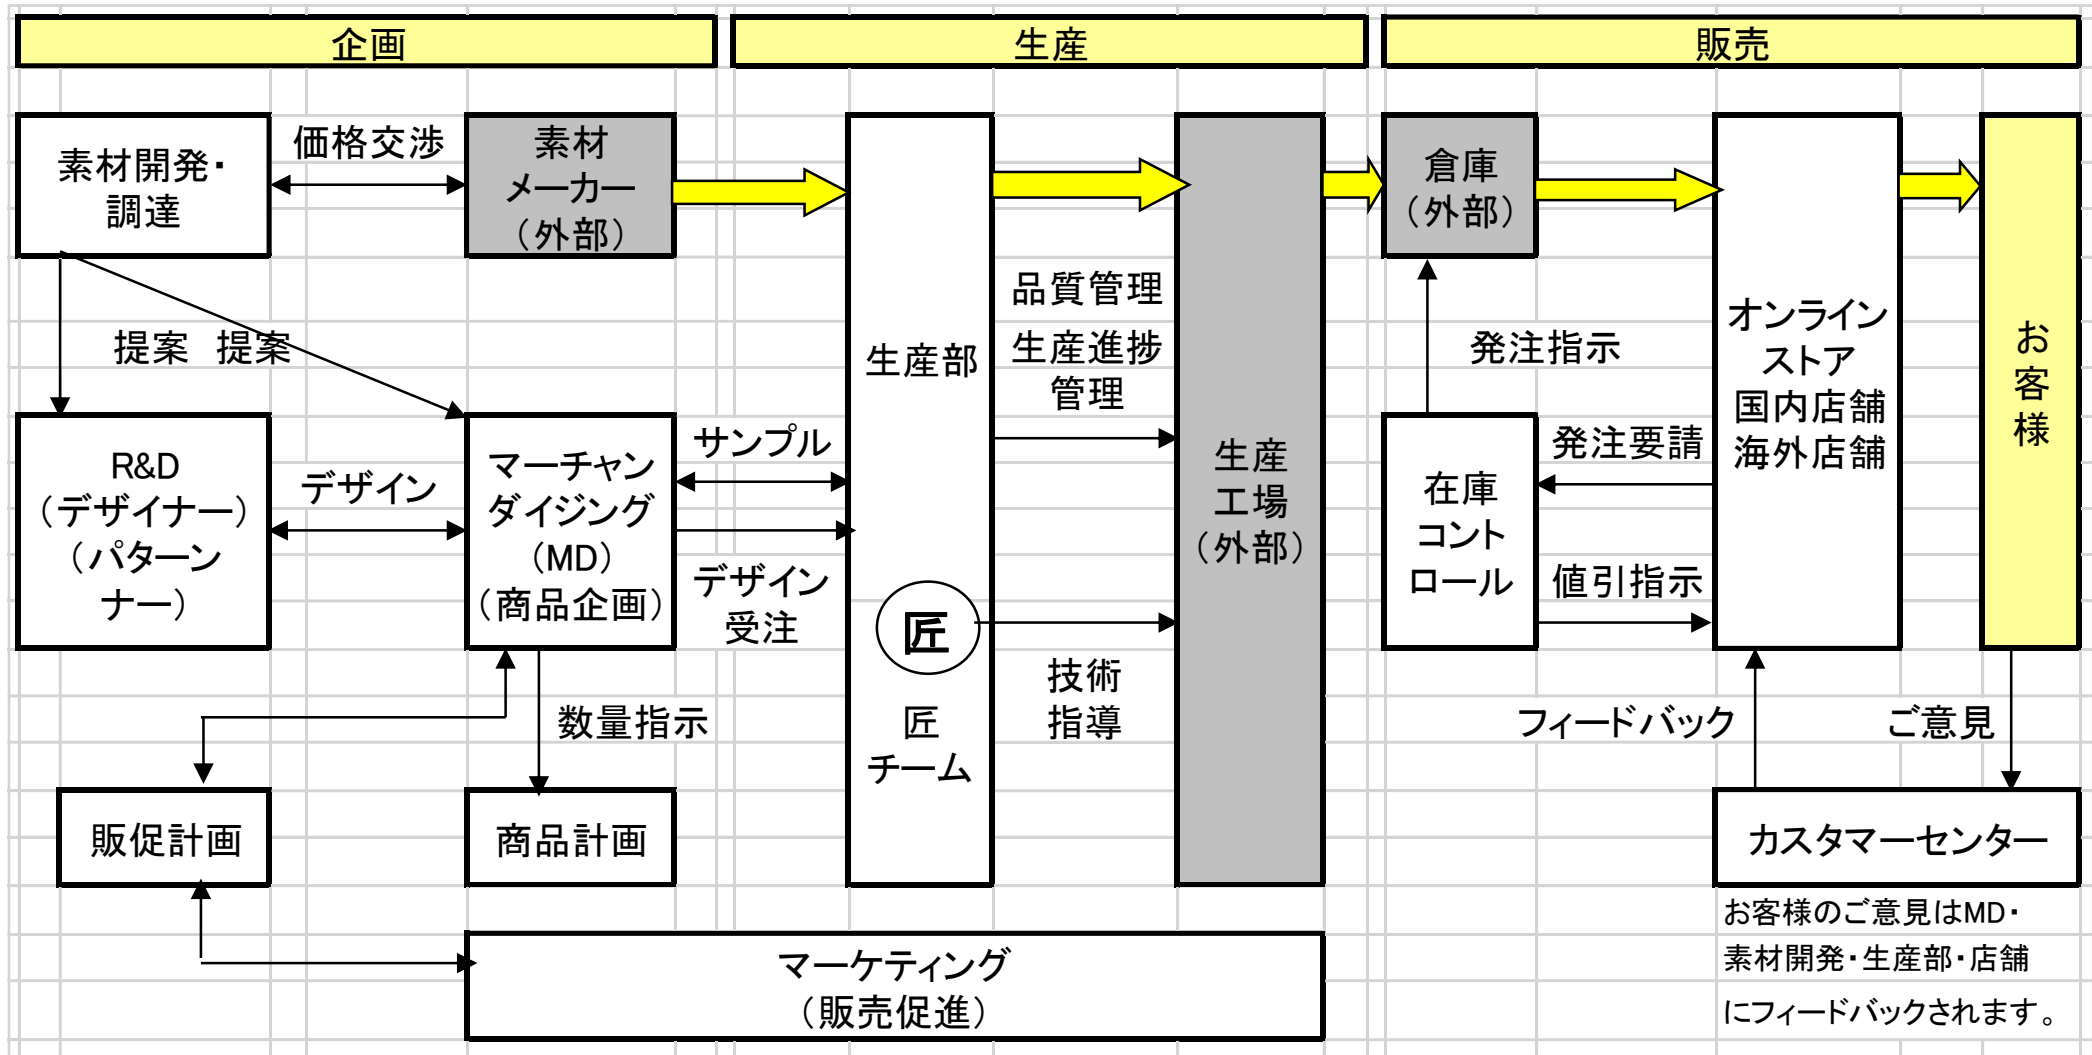 企画
生産
販売
素材開発・
調達
価格交渉
素材
メーカー
（外部）
倉庫
（外部）
提案 提案
生産部
品質管理
生産進捗
管理
発注指示
オンライン
ストア
国内店舗
海外店舗
お
客
様
R&D
（デザイナー）
（パターン
ナー）
デザイン
マーチャン
ダイジング
（MD）
（商品企画）
サンプル
デザイン
受注
生産
工場
（外部）
在庫
コント
ロール
発注要請
値引指示
匠
匠
チーム
技術
指導
数量指示
フィードバック
ご意見
販促計画
商品計画
カスタマーセンター
お客様のご意見はMD・
素材開発・生産部・店舗
にフィードバックされます。
マーケティング
（販売促進）